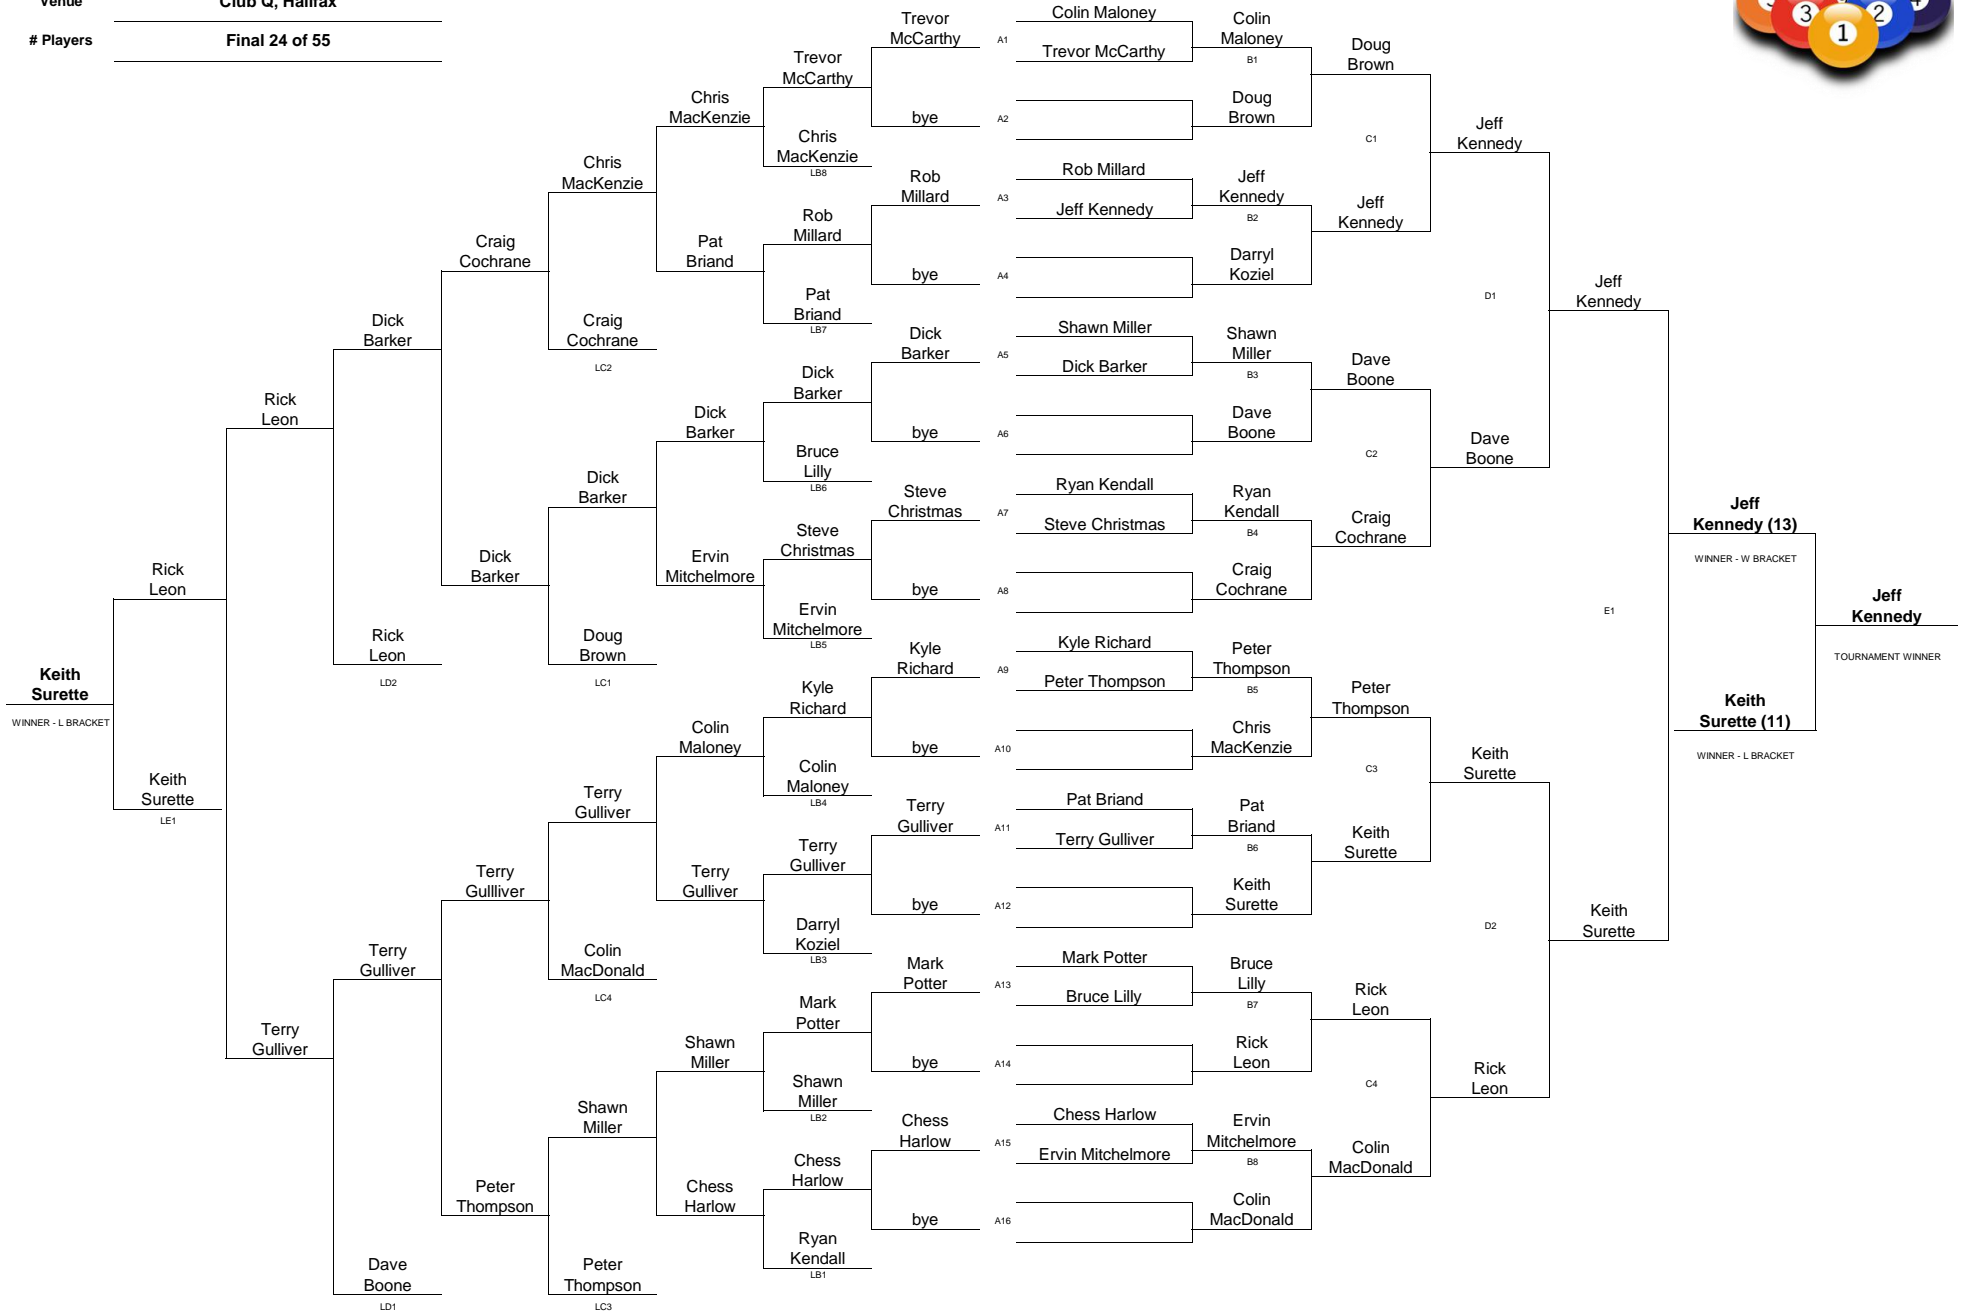 Venue
Club Q, Halifax
# Players
Final 24 of 55
3
2
1
Keith
Surette
WINNER - L BRACKET
Rick
Leon
Keith
Surette
LE1
Rick
Leon
Terry
Gulliver
Dick
Barker
Rick
Leon
LD2
Terry
Gulliver
Dave
Boone
LD1
Craig
Cochrane
Dick
Barker
Terry
Gullliver
Peter
Thompson
Chris
MacKenzie
Craig
Cochrane
LC2
Dick
Barker
Doug
Brown
LC1
Terry
Gulliver
Colin
MacDonald
LC4
Shawn
Miller
Peter
Thompson
LC3
Chris
MacKenzie
Pat
Briand
Dick
Barker
Ervin
Mitchelmore
Colin
Maloney
Terry
Gulliver
Shawn
Miller
Chess
Harlow
Trevor
McCarthy
Chris
MacKenzie
LB8
Rob
Millard
Pat
Briand
LB7
Dick
Barker
Bruce
Lilly
LB6
Steve
Christmas
Ervin
Mitchelmore
LB5
Kyle
Richard
Colin
Maloney
LB4
Terry
Gulliver
Darryl
Koziel
LB3
Mark
Potter
Shawn
Miller
LB2
Chess
Harlow
Ryan
Kendall
LB1
Trevor
McCarthy
bye
Rob
Millard
bye
Dick
Barker
bye
Steve
Christmas
bye
Kyle
Richard
bye
Terry
Gulliver
bye
Mark
Potter
bye
Chess
Harlow
bye
A1
A2
A3
A4
A5
A6
A7
A8
A9
A10
A11
A12
A13
A14
A15
A16
Colin Maloney
Trevor McCarthy
Rob Millard
Jeff Kennedy
Shawn Miller
Dick Barker
Ryan Kendall
Steve Christmas
Kyle Richard
Peter Thompson
Pat Briand
Terry Gulliver
Mark Potter
Bruce Lilly
Chess Harlow
Ervin Mitchelmore
Colin
Maloney
B1
Doug
Brown
Jeff
Kennedy
B2
Darryl
Koziel
Shawn
Miller
B3
Dave
Boone
Ryan
Kendall
B4
Craig
Cochrane
Peter
Thompson
B5
Chris
MacKenzie
Pat
Briand
B6
Keith
Surette
Bruce
Lilly
B7
Rick
Leon
Ervin
Mitchelmore
B8
Colin
MacDonald
Doug
Brown
C1
Jeff
Kennedy
Dave
Boone
C2
Craig
Cochrane
Peter
Thompson
C3
Keith
Surette
Rick
Leon
C4
Colin
MacDonald
Jeff
Kennedy
D1
Dave
Boone
Keith
Surette
D2
Rick
Leon
Jeff
Kennedy
E1
Keith
Surette
Jeff
Kennedy (13)
WINNER - W BRACKET
Keith
Surette (11)
WINNER - L BRACKET
Jeff
Kennedy
TOURNAMENT WINNER